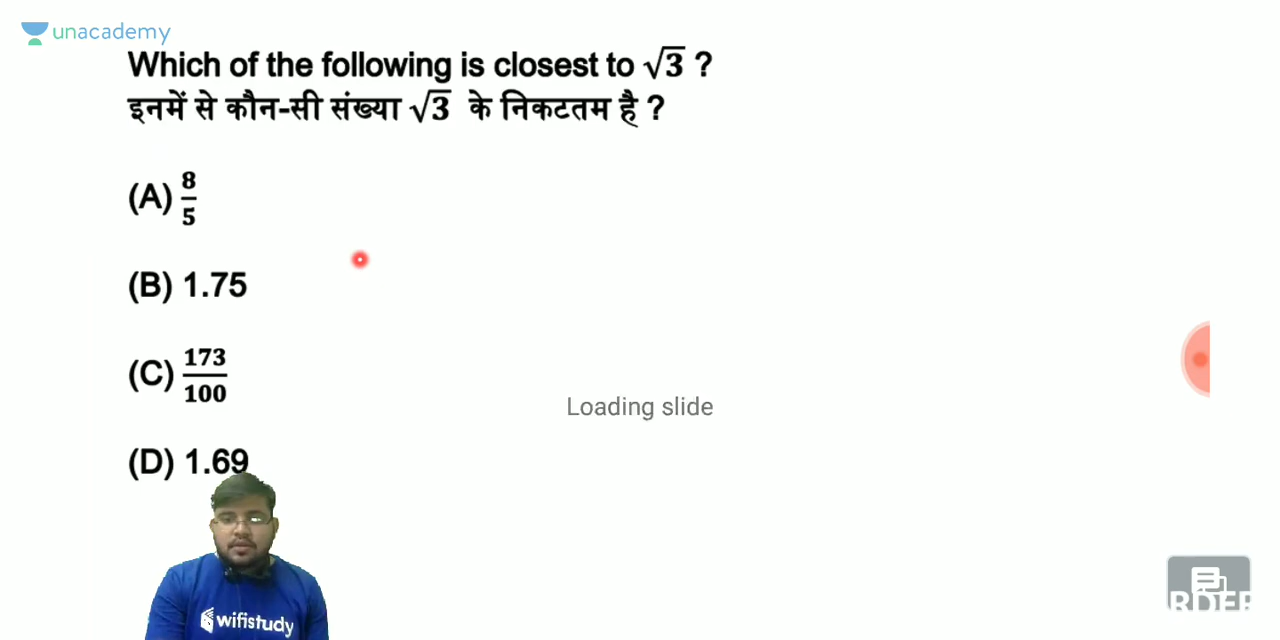 unacademy
Which of the following is closest to √3 ?
इनमें से कौन-सी संख्या √3 के निकटतम है ?
(A) 8/5
(B) 1.75
(C) 173/100
Loading slide
(D) 1.69
wifistudy